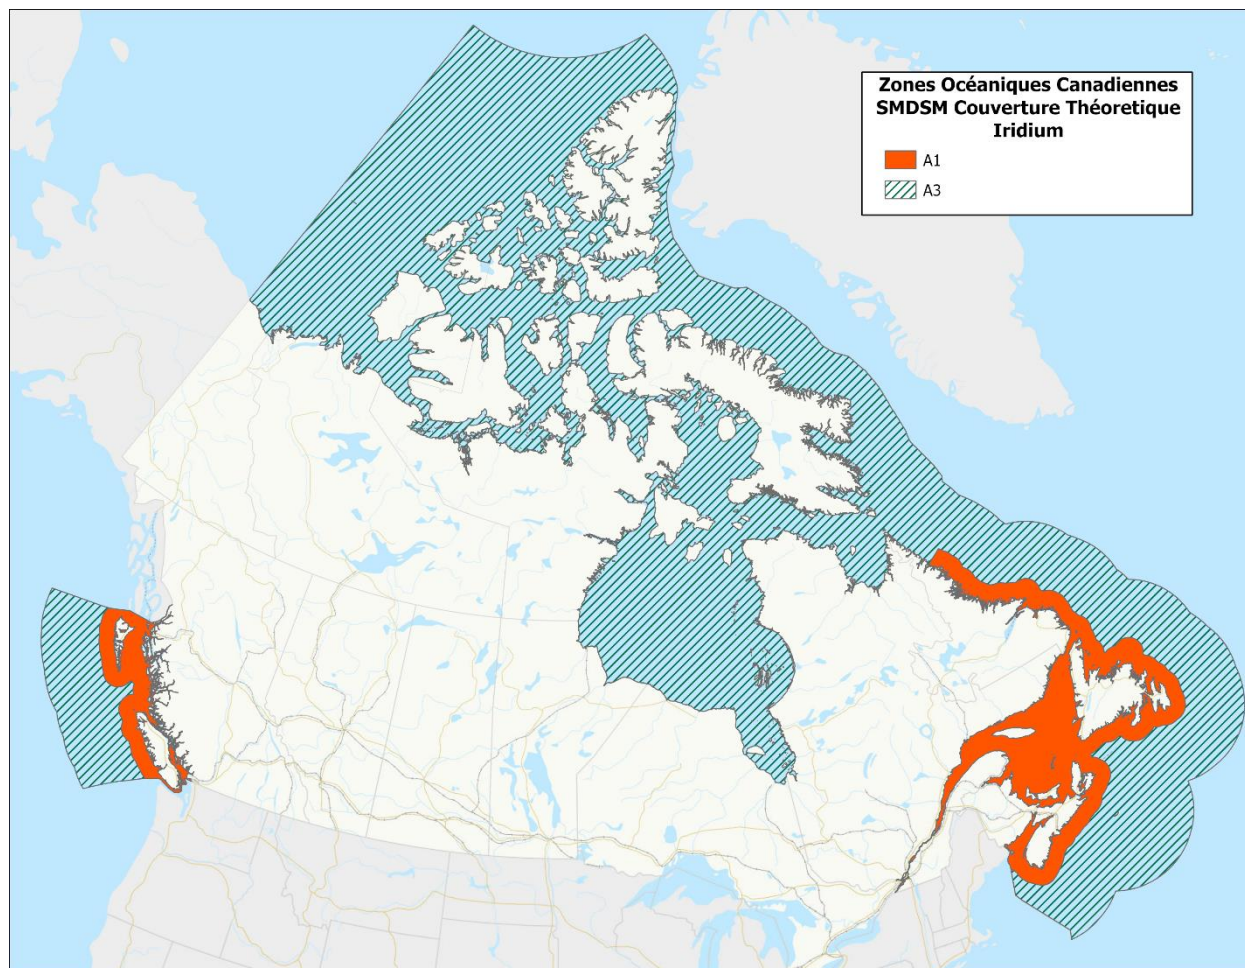 Zones Océaniques Canadiennes
SMDSM Couverture Théoretique
Iridium
A1
A3